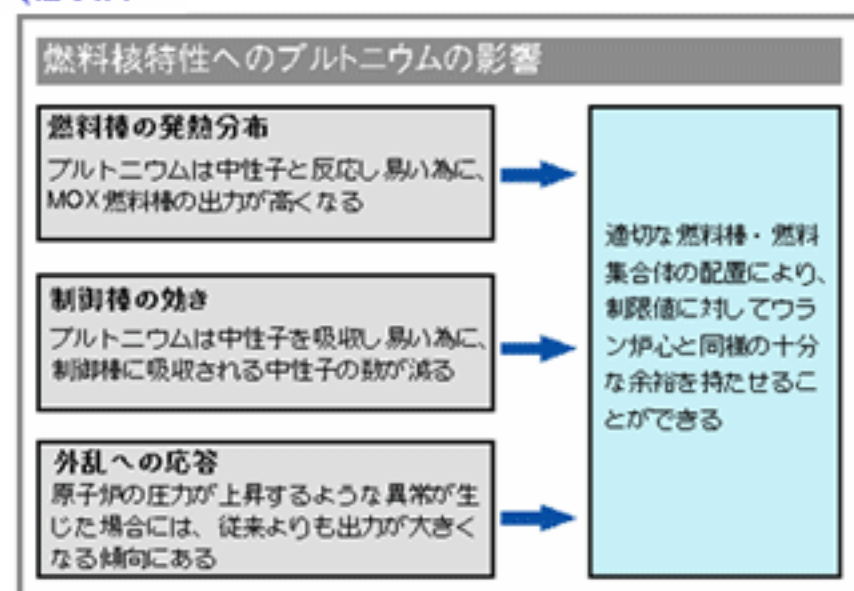 燃料核特性へのプルトニウムの影響
燃料棒の発熱分布
プルトニウムは中性子と反応し易い為に、
MOX燃料棒の出力が高くなる
制御棒の効き
プルトニウムは中性子を吸収し易い為に、
制御棒に吸収される中性子の数が減る
外乱への応答
原子炉の圧力が上昇するような異常が生
じた場合には、従来よりも出力が大きく
なる傾向にある
適切な燃料棒・燃料
集合体の配置により、
制限値に対してウラ
ン炉心と同様の十分
な余裕を持たせるこ
とができる